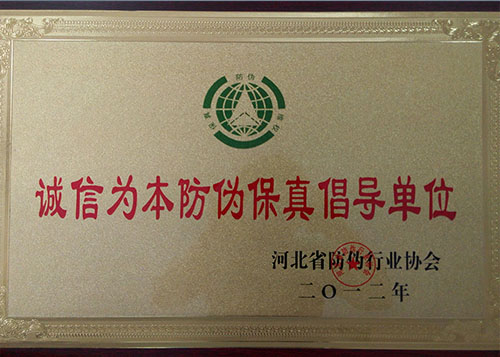 防伪
诚信为本防伪保真倡导单位
河北省防伪行业协会
二〇一二年